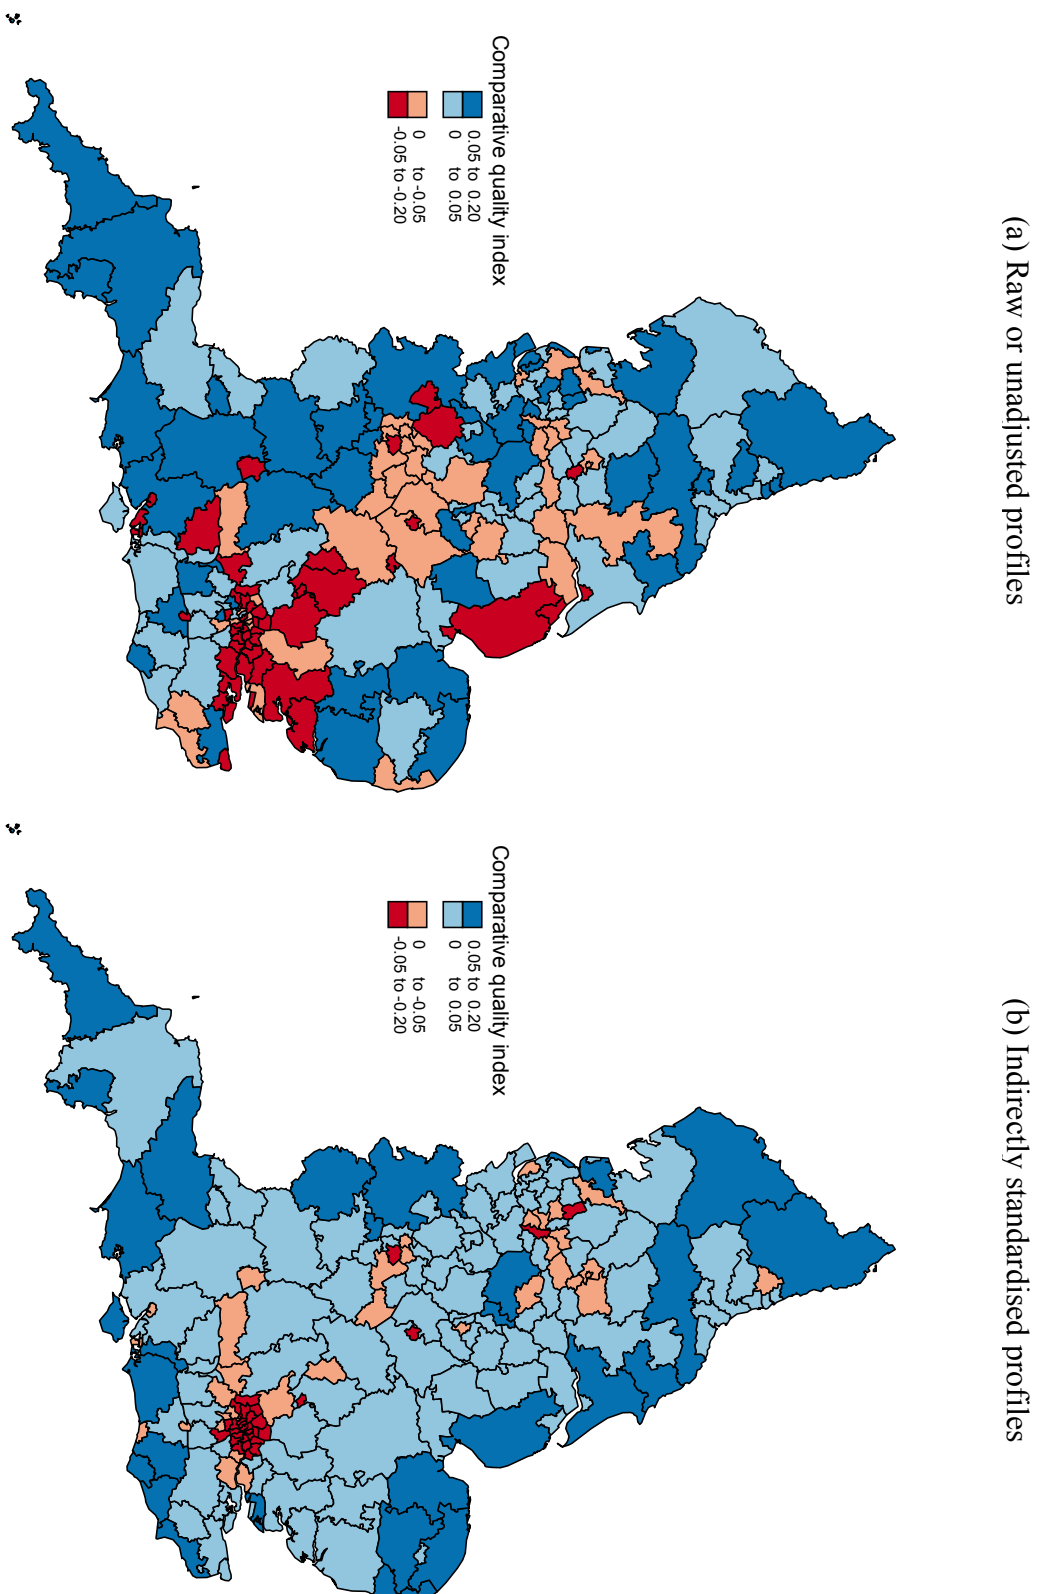 (a) Raw or unadjusted profiles
Comparative quality index
0.05 to 0.20
0 to 0.05
0 to -0.05
-0.05 to -0.20
(b) Indirectly standardised profiles
Comparative quality index
0.05 to 0.20
0 to 0.05
0 to -0.05
-0.05 to -0.20